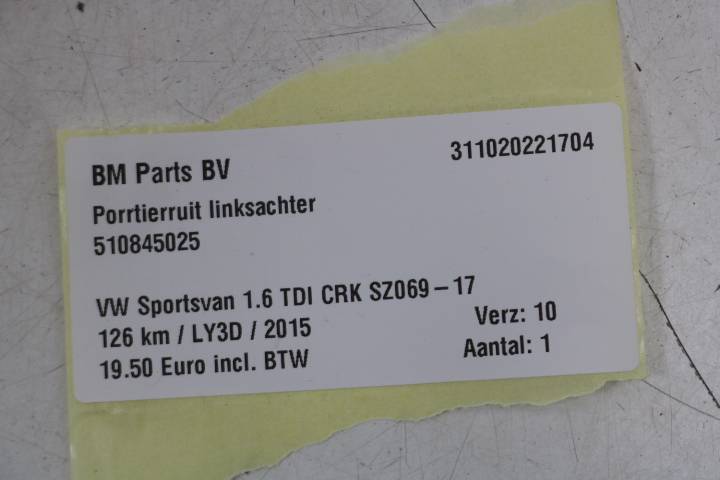 BM Parts BV
311020221704
Porrtierruit linksachter
510845025
VW Sportsvan 1.6 TDI CRK SZ069-17
126 km / LY3D / 2015
Verz: 10
19.50 Euro incl. BTW
Aantal: 1